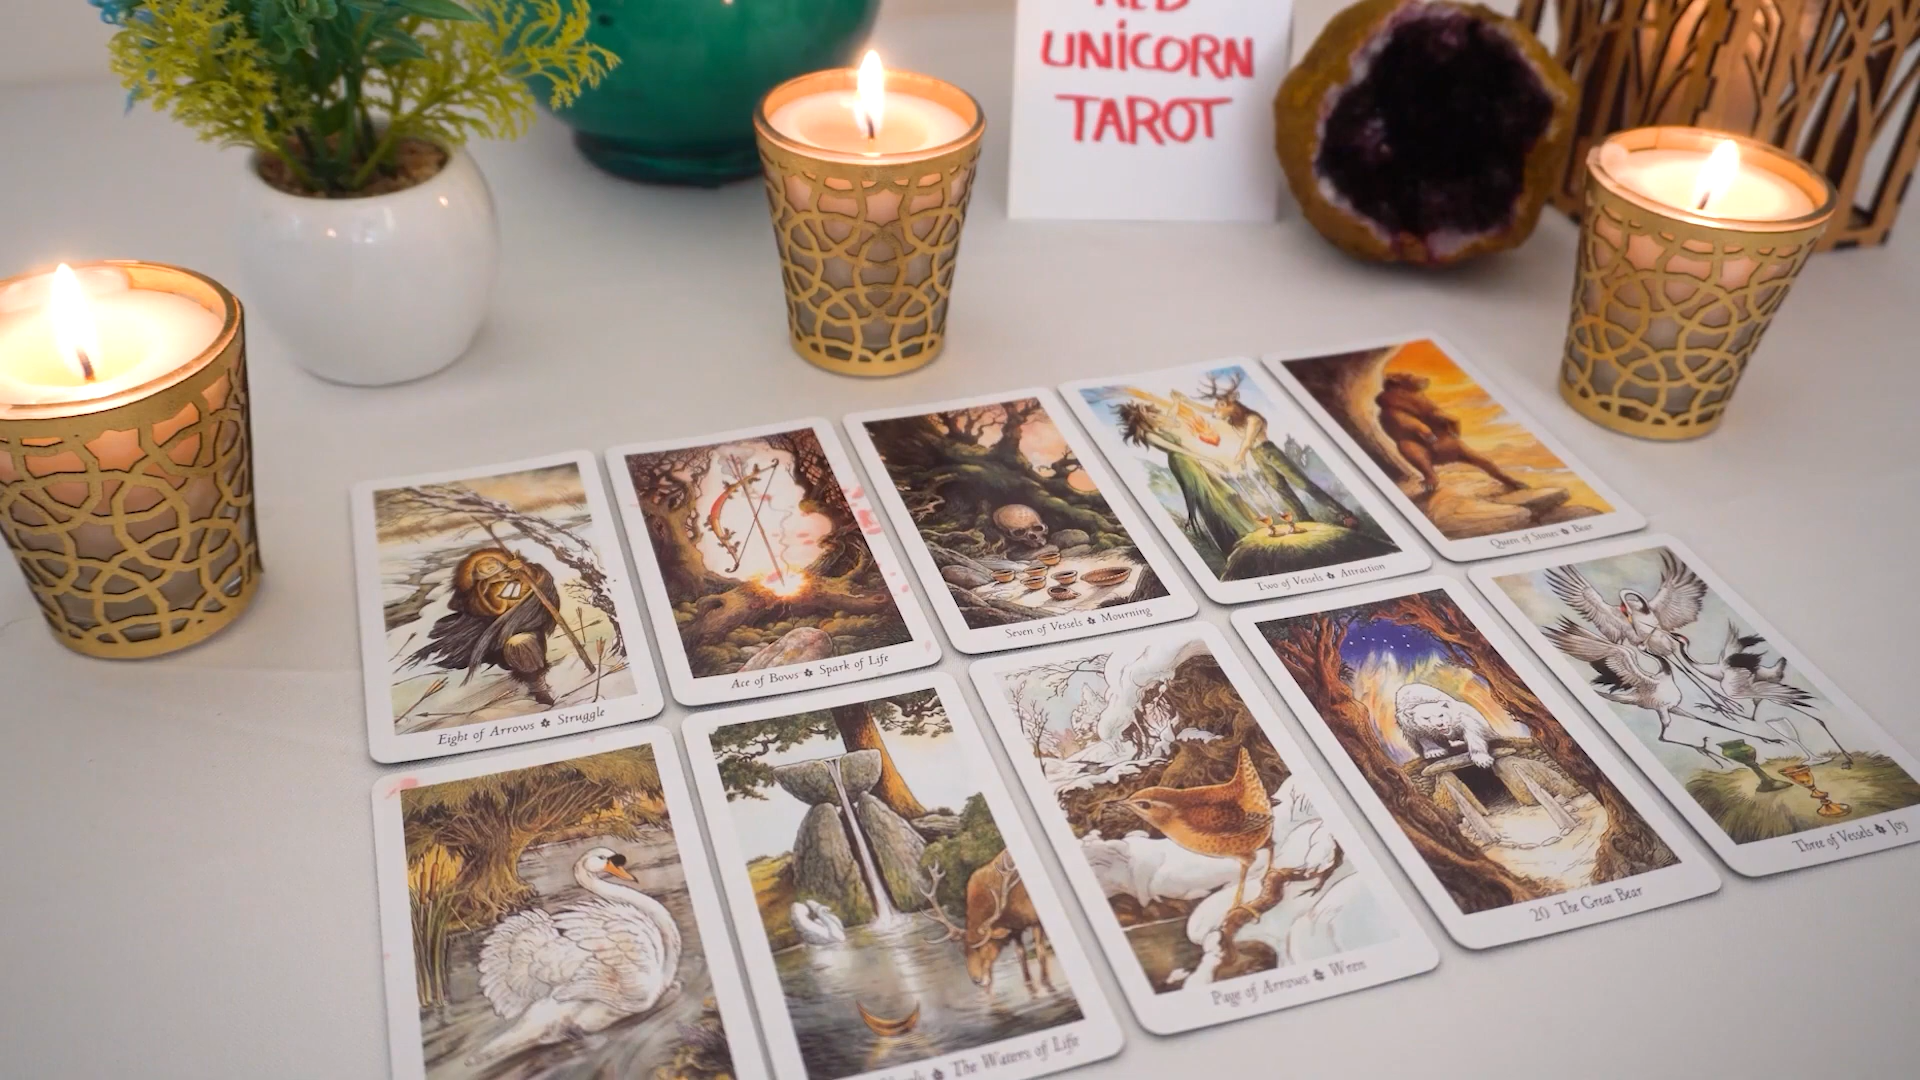 RED
UNiCORN
TAROT
Queen of Stones Bear
Two of Vessels Attraction
Seven of Vessels Mourning
Ace of Bows Spark of Life
Eight of Arrows Struggle
Three of Vessels Joy
20 The Great Bear
Page of Arrows Wren
The Waters of Life